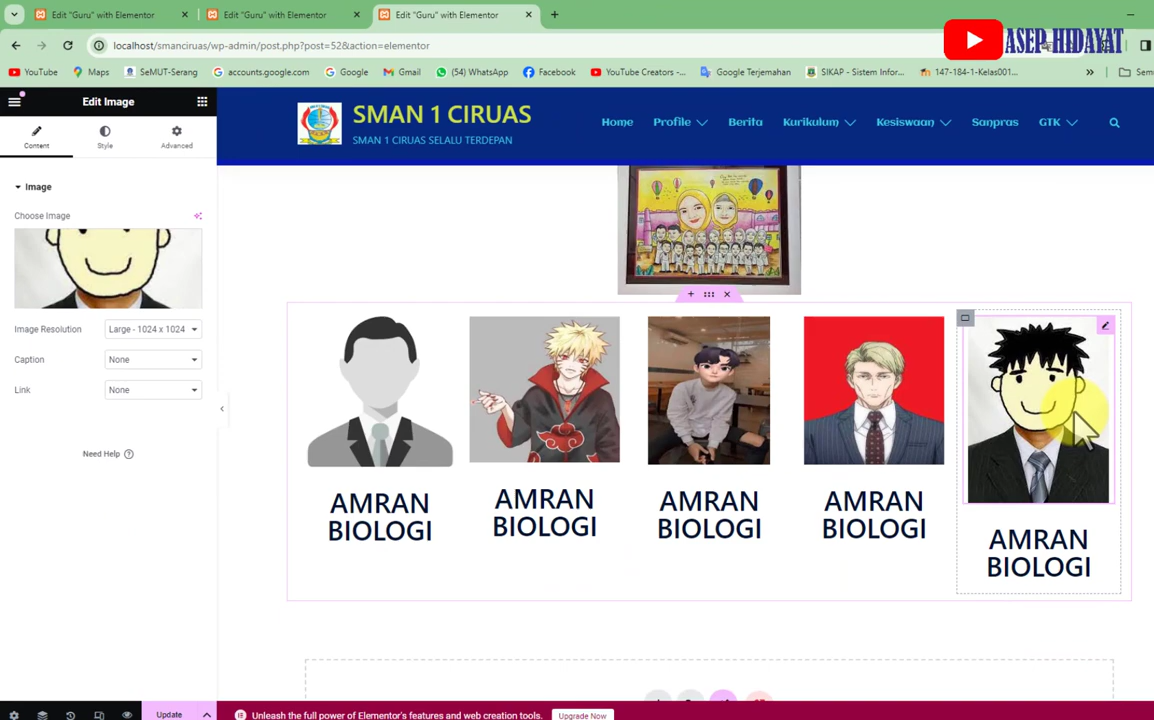 Edit "Guru" with Elementor
Edit "Guru" with Elementor
Edit "Guru" with Elementor
localhost/smanciruas/wp-admin/post.php?post=52&action=elementor
ASEP HIDAYAT
YouTube
Maps
SeMUT-Serang
accounts.google.com
Google
Gmail
(54) WhatsApp
Facebook
YouTube Creators -...
Google Terjemahan
SIKAP - Sistem Infor...
147-184-1-Kelas001...
Sem
Edit Image
Content
Style
Advanced
Image
Choose Image
Image Resolution
Large - 1024 x 1024
Caption
None
Link
None
Need Help
SMAN 1 CIRUAS
SMAN 1 CIRUAS SELALU TERDEPAN
Home
Profile
Berita
Kurikulum
Kesiswaan
Sanpras
GTK
AMRAN
BIOLOGI
AMRAN
BIOLOGI
AMRAN
BIOLOGI
AMRAN
BIOLOGI
AMRAN
BIOLOGI
Update
Unleash the full power of Elementor's features and web creation tools.
Upgrade Now